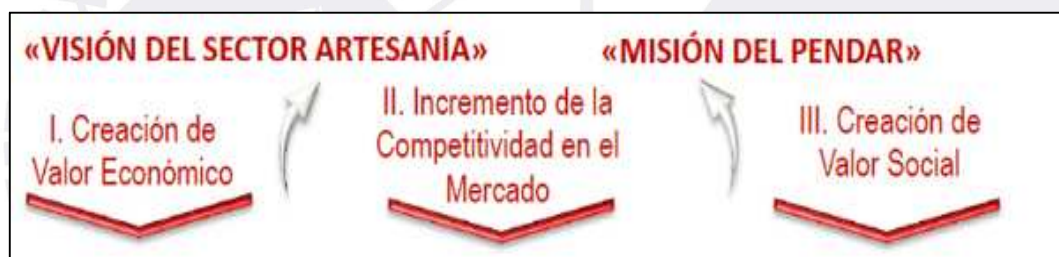 «VISIÓN DEL SECTOR ARTESANÍA» «MISIÓN DEL PENDAR»
I. Creación de
Valor Económico
II. Incremento de la
Competitividad en el
Mercado
III. Creación de
Valor Social